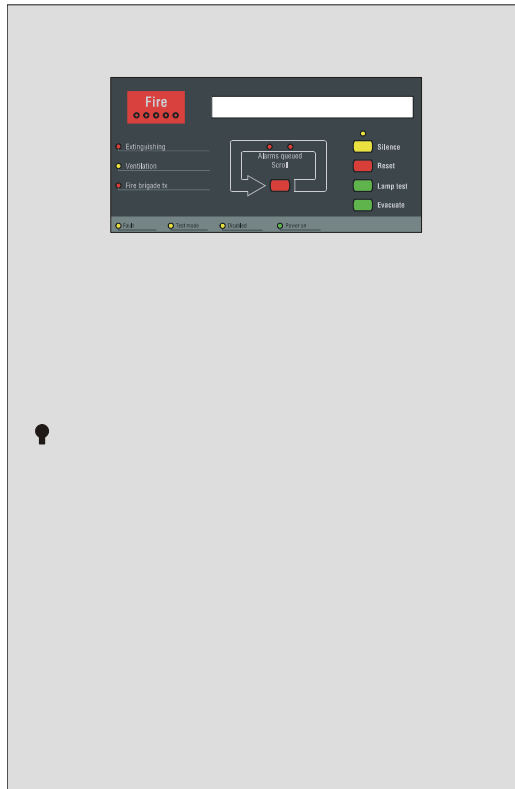 Fire
Extinguishing
Ventilation
Fire brigade tx
Alarms queued
Scroll
Silence
Reset
Lamp test
Evacuate
Fault
Test mode
Disabled
Power on